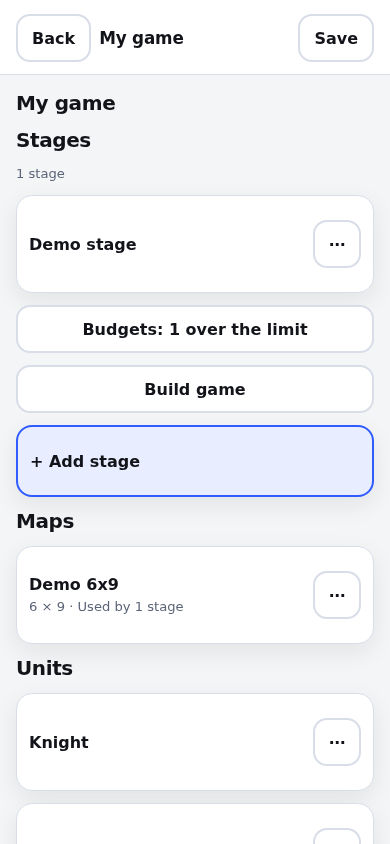 Back
My game
Save
My game
Stages
1 stage
Demo stage
...
Budgets: 1 over the limit
Build game
+ Add stage
Maps
Demo 6x9
6 × 9 · Used by 1 stage
...
Units
Knight
...